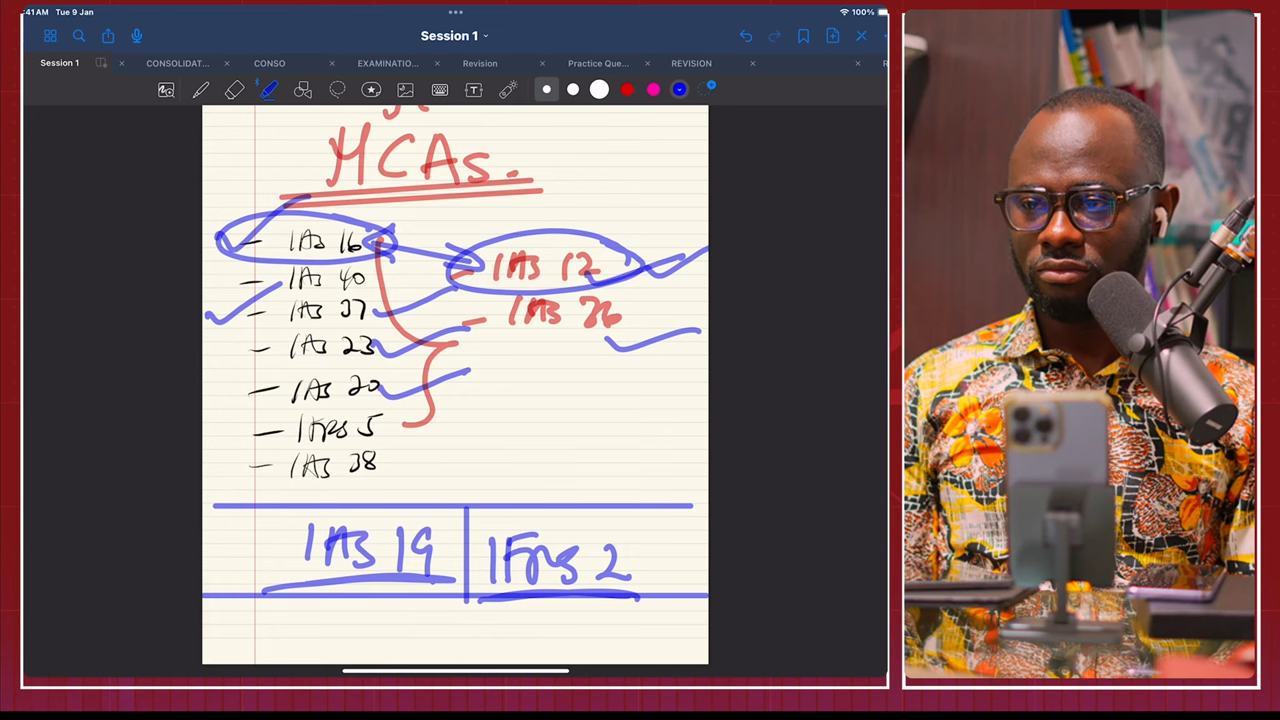 :41 AM Tue 9 Jan
100%
Session 1
Session 1 CONSOLIDAT... CONSO EXAMINATIO... Revision Practice Que... REVISION
MCAs.
- IAS 16
- IAS 40
- IAS 37
- IAS 23
- IAS 20
- IFRS 5
- IAS 38
- IAS 12
- IAS 36
IAS 19
IFRS 2